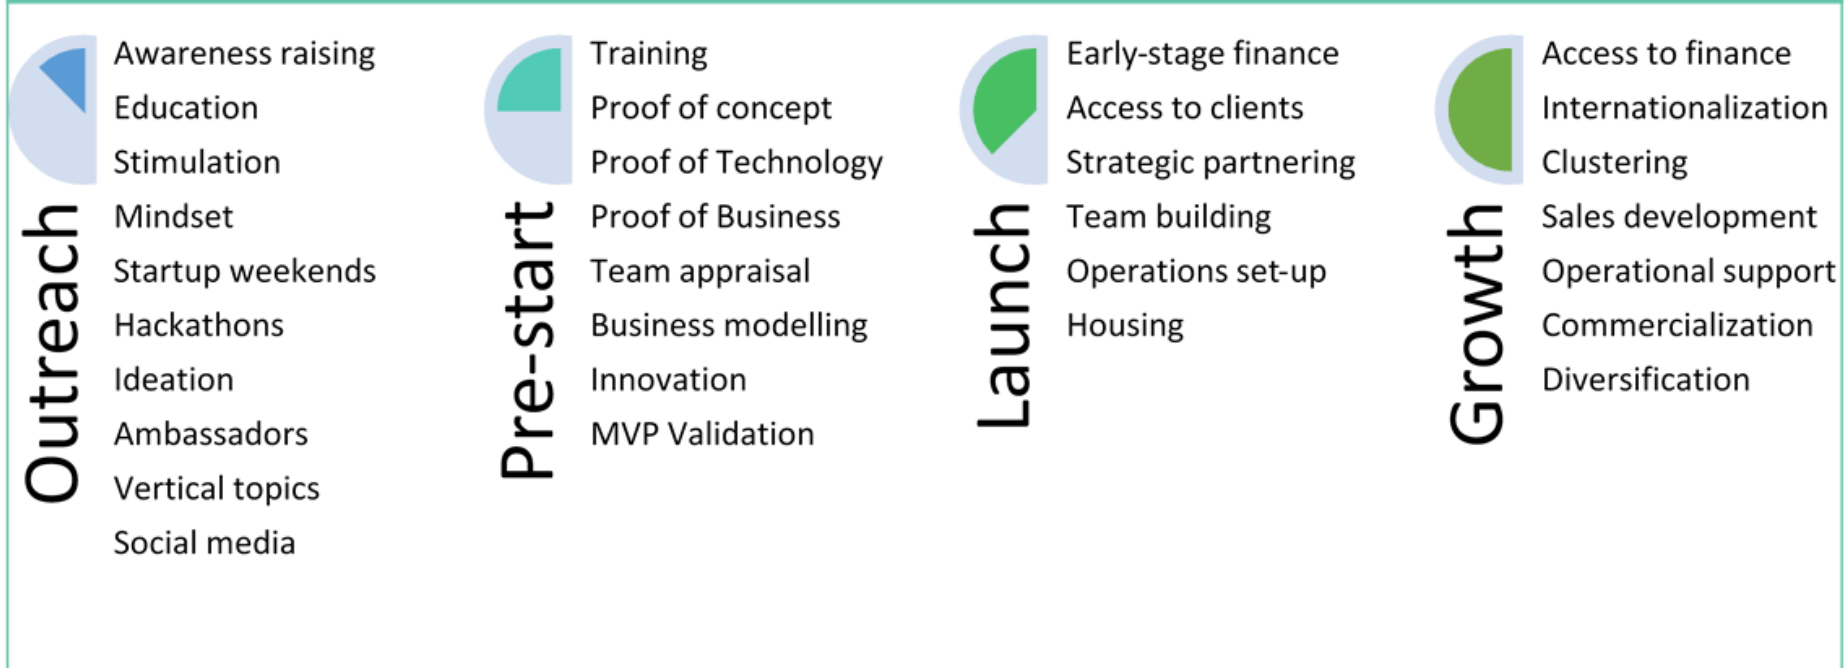 Outreach
Awareness raising
Education
Stimulation
Mindset
Startup weekends
Hackathons
Ideation
Ambassadors
Vertical topics
Social media
Pre-start
Training
Proof of concept
Proof of Technology
Proof of Business
Team appraisal
Business modelling
Innovation
MVP Validation
Launch
Early-stage finance
Access to clients
Strategic partnering
Team building
Operations set-up
Housing
Growth
Access to finance
Internationalization
Clustering
Sales development
Operational support
Commercialization
Diversification